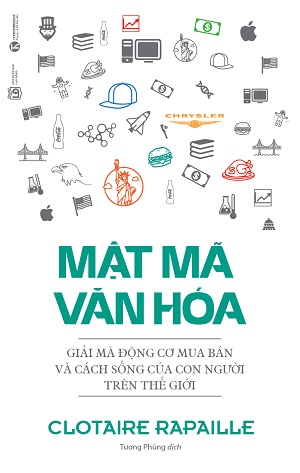 CHRYSLER
MẬT MÃ
VĂN HÓA
GIẢI MÃ ĐỘNG CƠ MUA BÁN
VÀ CÁCH SỐNG CỦA CON NGƯỜI
TRÊN THẾ GIỚI
CLOTAIRE RAPAILLE
Tương Phùng dịch